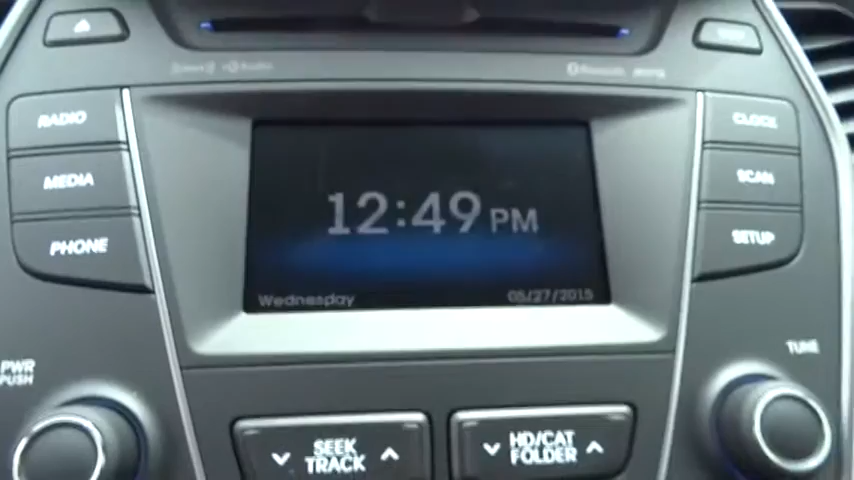 RADIO
MEDIA
PHONE
PWR
PUSH
12:49 PM
Wednesday
05/27/2015
CLOCK
SCAN
SETUP
TUNE
SEEK
TRACK
HD/CAT
FOLDER